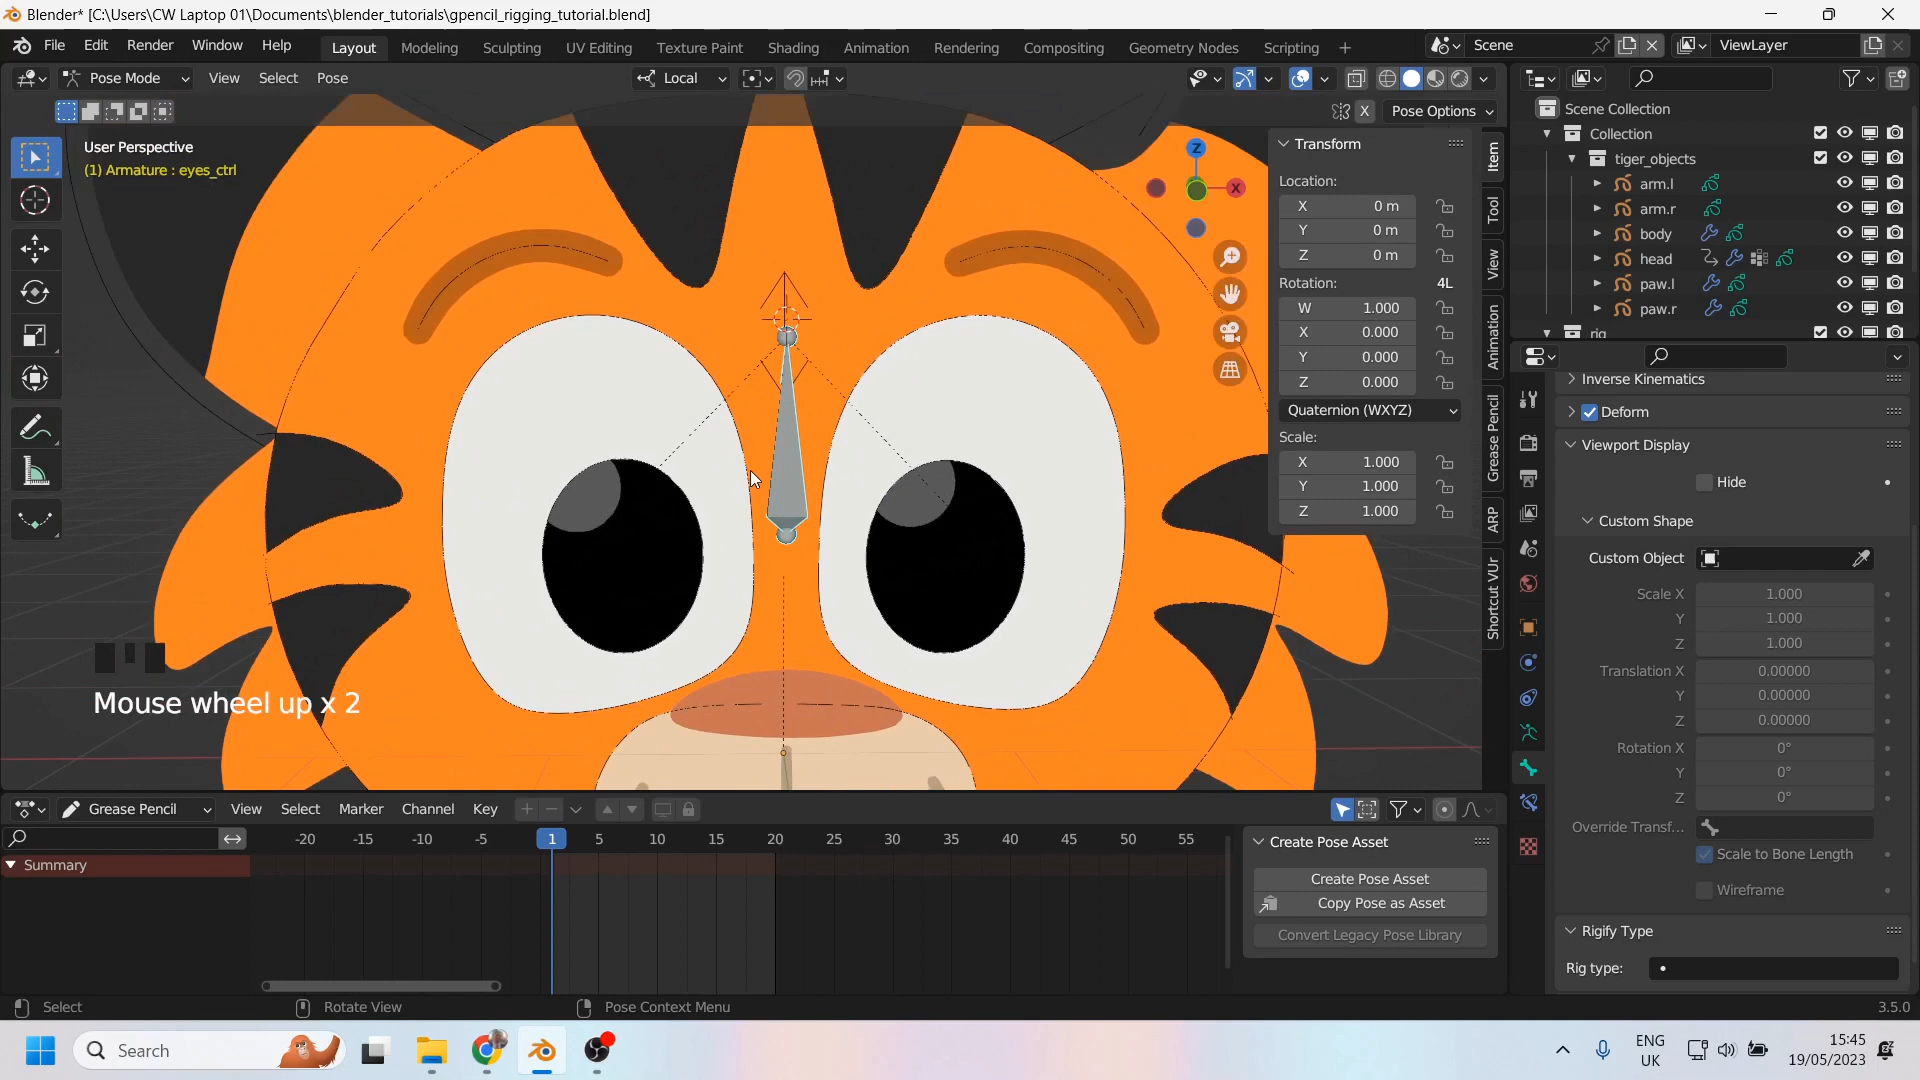 Blender* [C:\Users\CW Laptop 01\Documents\blender_tutorials\gpencil_rigging_tutorial.blend]
File Edit Render Window Help Layout Modeling Sculpting UV Editing Texture Paint Shading Animation Rendering Compositing Geometry Nodes Scripting + Scene ViewLayer
Pose Mode View Select Pose Local
X Pose Options
User Perspective
(1) Armature : eyes_ctrl
Z
X
Transform
Location:
X 0 m
Y 0 m
Z 0 m
Rotation: 4L
W 1.000
X 0.000
Y 0.000
Z 0.000
Quaternion (WXYZ)
Scale:
X 1.000
Y 1.000
Z 1.000
Item
Tool
View
Animation
Grease Pencil
ARP
Shortcut VUr
Mouse wheel up x 2
Scene Collection
Collection
tiger_objects
arm.l
arm.r
body
head
paw.l
paw.r
rig
Inverse Kinematics
Deform
Viewport Display
Hide
Custom Shape
Custom Object
Scale X 1.000
Y 1.000
Z 1.000
Translation X 0.00000
Y 0.00000
Z 0.00000
Rotation X 0°
Y 0°
Z 0°
Override Transf...
Scale to Bone Length
Wireframe
Rigify Type
Rig type:
Grease Pencil View Select Marker Channel Key
-20 -15 -10 -5 1 5 10 15 20 25 30 35 40 45 50 55
Summary
Create Pose Asset
Create Pose Asset
Copy Pose as Asset
Convert Legacy Pose Library
Select Rotate View Pose Context Menu 3.5.0
Search
ENG
UK
15:45
19/05/2023